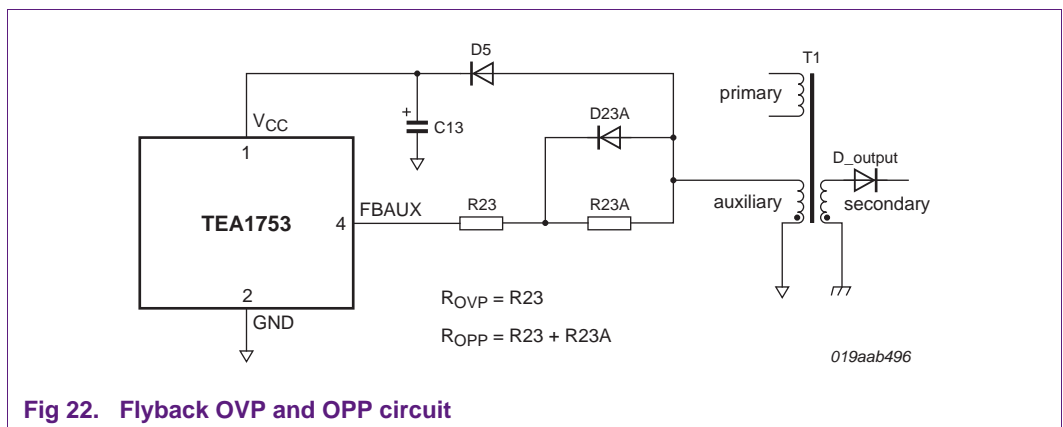 D5
T1
primary
D23A
+
VCC
C13
1
D_output
FBAUX
R23
R23A
auxiliary
secondary
TEA1753
4
ROVP = R23
2
GND
ROPP = R23 + R23A
019aab496
Fig 22. Flyback OVP and OPP circuit